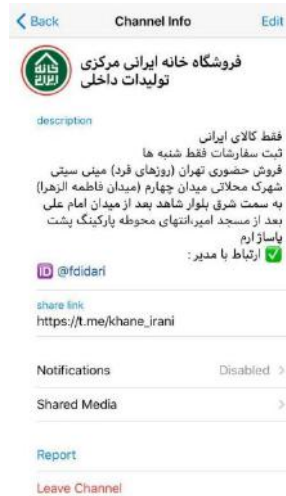 Back
Channel Info
Edit
خانه ایرانی
فروشگاه خانه ایرانی مرکزی
تولیدات داخلی
description
فقط کالای ایرانی
ثبت سفارشات فقط شنبه ها
فروش حضوری تهران (روزهای فرد) مینی سیتی
شهرک محلاتی میدان چهارم (میدان فاطمه الزهرا)
به سمت شرق بلوار شاهد بعد از میدان امام علی
بعد از مسجد امیر،انتهای محوطه پارکینگ پشت
پاساژ ارم
✅ ارتباط با مدیر :
🆔 @fdidari
share link
https://t.me/khane_irani
Notifications
Disabled
Shared Media
Report
Leave Channel